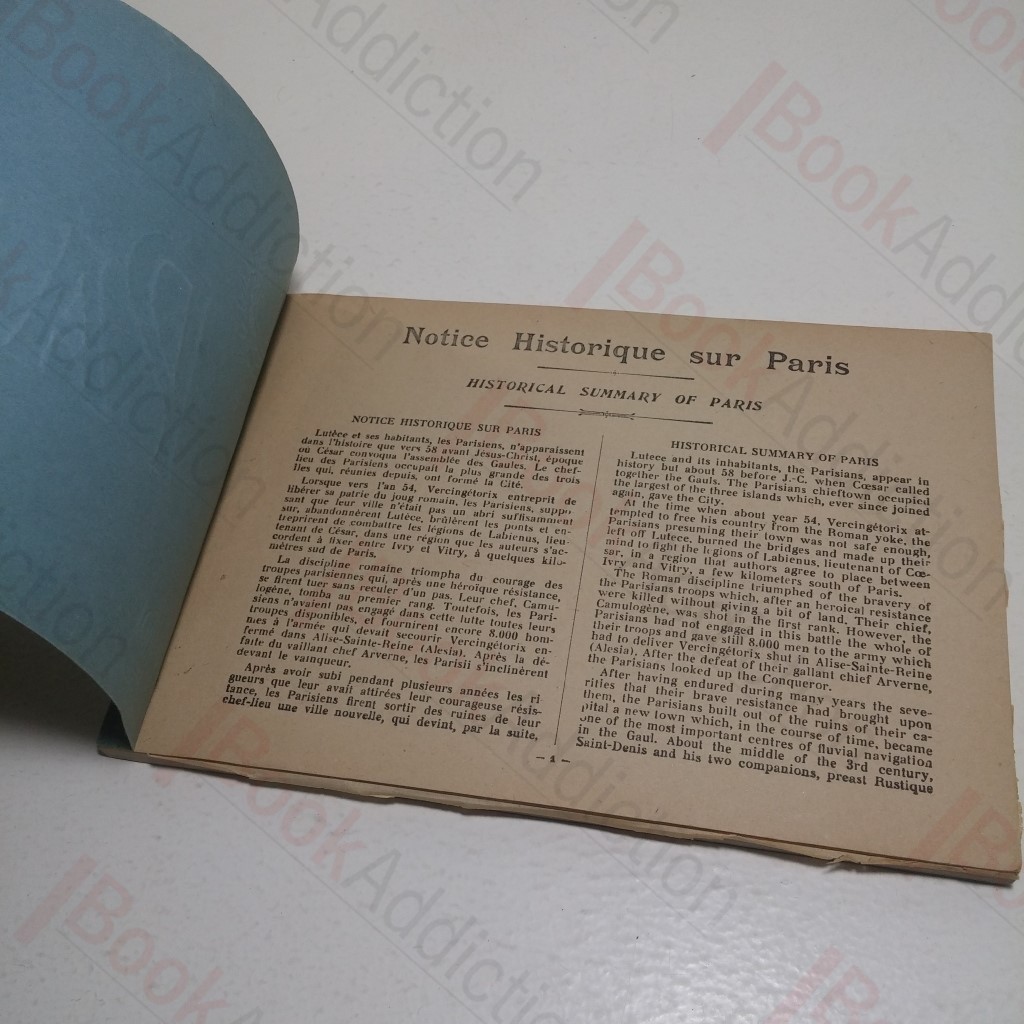 Notice Historique sur Paris
HISTORICAL SUMMARY OF PARIS
NOTICE HISTORIQUE SUR PARIS
Lutèce et ses habitants, les Parisiens, n'apparaissent
dans l'histoire que vers 58 avant Jésus-Christ, époque
où César convoqua l'assemblée des Gaules. Le chef-
lieu des Parisiens occupait la plus grande des trois
îles qui, réunies depuis, ont formé la Cité.
Lorsque vers l'an 54, Vercingétorix entreprit de
libérer sa patrie du joug romain, les Parisiens, suppo-
sant que leur ville n'était pas un abri suffisamment
sur, abandonnèrent Lutèce, brûlèrent les ponts et en-
treprirent de combattre les légions de Labienus, lieu-
tenant de César, dans une région que les auteurs s'ac-
cordent à fixer entre Ivry et Vitry, à quelques kilo-
mètres sud de Paris.
La discipline romaine triompha du courage des
troupes parisiennes qui, après une héroïque résistance,
se firent tuer sans reculer d'un pas. Leur chef, Camu-
logène, tomba au premier rang. Toutefois, les Pari-
siens n'avaient pas engagé dans cette lutte toutes leurs
troupes disponibles, et fournirent encore 8.000 hom-
mes à l'armée qui devait secourir Vercingétorix en-
fermé dans Alise-Sainte-Reine (Alesia). Après la dé-
faite du vaillant chef Arverne, les Parisii s'inclinèrent
devant le vainqueur.
Après avoir subi pendant plusieurs années les ri-
gueurs que leur avait attirées leur courageuse résis-
tance, les Parisiens firent sortir des ruines de leur
chef-lieu une ville nouvelle, qui devint, par la suite,
HISTORICAL SUMMARY OF PARIS
Lutece and its inhabitants, the Parisians, appear in
history but about 58 before J.-C. when Cœsar called
together the Gauls. The Parisians chieftown occupied
the largest of the three islands which, ever since joined
again, gave the City.
At the time when about year 54, Vercingétorix at-
tempted to free his country from the Roman yoke, the
Parisians presuming their town was not safe enough,
left off Lutece, burned the bridges and made up their
mind to fight the legions of Labienus, lieutenant of Cœ-
sar, in a region that authors agree to place between
Ivry and Vitry, a few kilometers south of Paris.
The Roman discipline triumphed of the bravery of
the Parisians troops which, after an heroical resistance
were killed without giving a bit of land. Their chief,
Camulogène, was shot in the first rank. However, the
Parisians had not engaged in this battle the whole of
their troops and gave still 8.000 men to the army which
had to deliver Vercingétorix shut in Alise-Sainte-Reine
(Alesia). After the defeat of their gallant chief Arverne,
the Parisians looked up the Conqueror.
After having endured during many years the seve-
rities that their brave resistance had brought upon
them, the Parisians built out of the ruins of their ca-
pital a new town which, in the course of time, became
one of the most important centres of fluvial navigation
in the Gaul. About the middle of the 3rd century,
Saint-Denis and his two companions, preast Rustique
— 1 —
BookAddiction
BookAddiction
BookAddiction
BookAddiction
BookAddiction